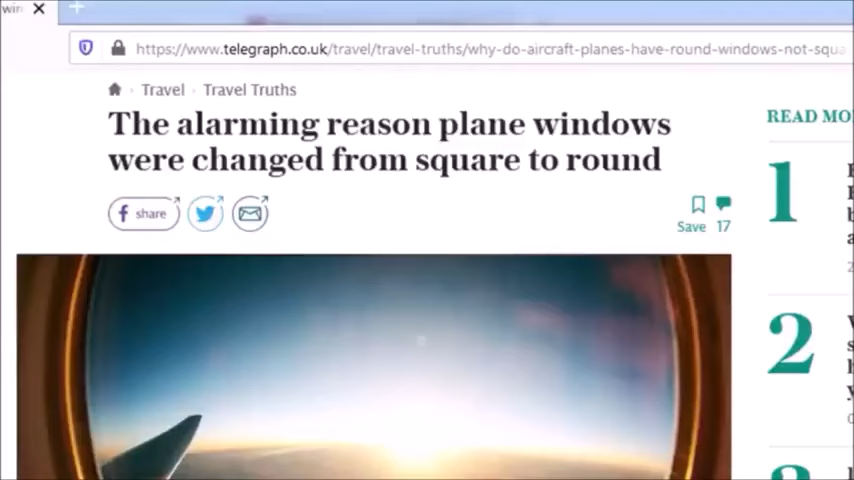 https://www.telegraph.co.uk/travel/travel-truths/why-do-aircraft-planes-have-round-windows-not-squa
Travel Travel Truths
The alarming reason plane windows
were changed from square to round
share
Save 17
READ MO
1
2